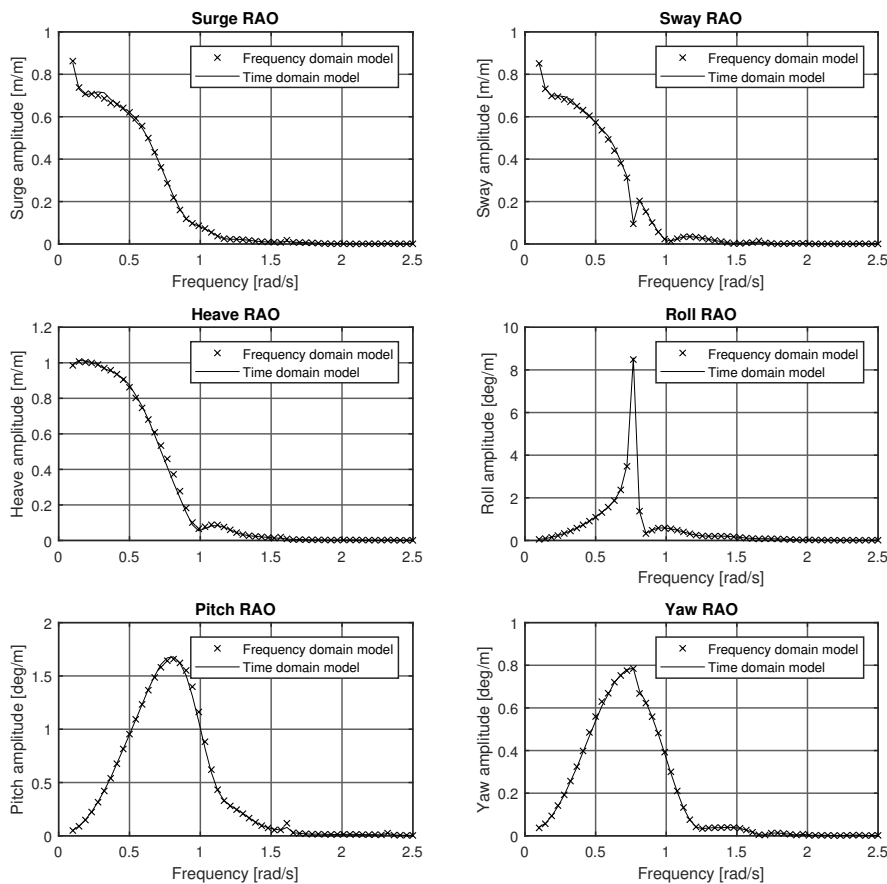 Surge RAO
Surge amplitude [m/m]
1
0.8
0.6
0.4
0.2
0
× Frequency domain model
Time domain model
0 0.5 1 1.5 2 2.5
Frequency [rad/s]
Sway RAO
Sway amplitude [m/m]
1
0.8
0.6
0.4
0.2
0
× Frequency domain model
Time domain model
0 0.5 1 1.5 2 2.5
Frequency [rad/s]
Heave RAO
Heave amplitude [m/m]
1.2
1
0.8
0.6
0.4
0.2
0
× Frequency domain model
Time domain model
0 0.5 1 1.5 2 2.5
Frequency [rad/s]
Roll RAO
Roll amplitude [deg/m]
10
8
6
4
2
0
× Frequency domain model
Time domain model
0 0.5 1 1.5 2 2.5
Frequency [rad/s]
Pitch RAO
Pitch amplitude [deg/m]
2
1.5
1
0.5
0
× Frequency domain model
Time domain model
0 0.5 1 1.5 2 2.5
Frequency [rad/s]
Yaw RAO
Yaw amplitude [deg/m]
1
0.8
0.6
0.4
0.2
0
× Frequency domain model
Time domain model
0 0.5 1 1.5 2 2.5
Frequency [rad/s]